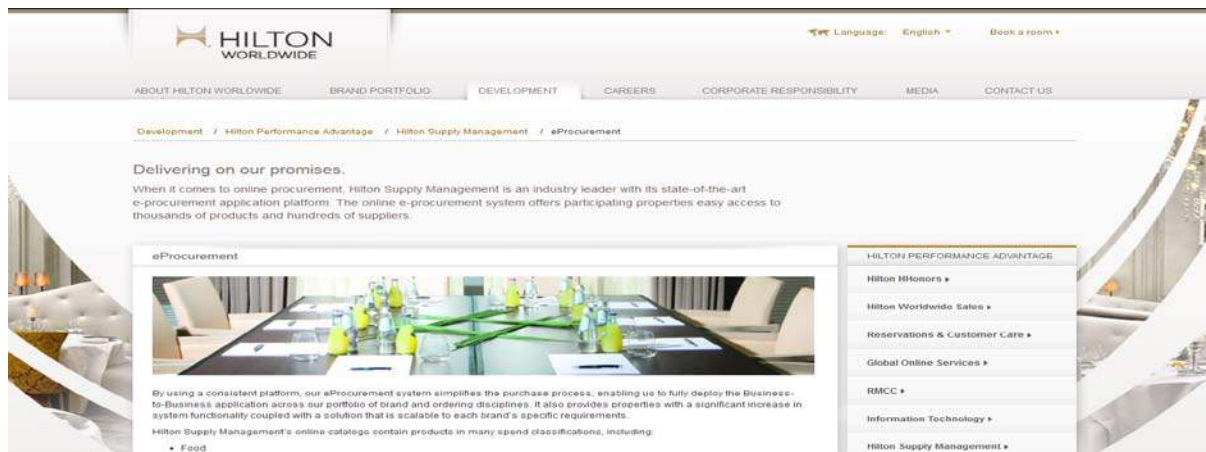 HILTON
WORLDWIDE
Language: English
Book a room
ABOUT HILTON WORLDWIDE
BRAND PORTFOLIO
DEVELOPMENT
CAREERS
CORPORATE RESPONSIBILITY
MEDIA
CONTACT US
Development / Hilton Performance Advantage / Hilton Supply Management / eProcurement
Delivering on our promises.
When it comes to online procurement, Hilton Supply Management is an industry leader with its state-of-the-art
e-procurement application platform. The online e-procurement system offers participating properties easy access to
thousands of products and hundreds of suppliers.
eProcurement
By using a consistent platform, our eProcurement system simplifies the purchase process, enabling us to fully deploy the Business-
to-Business application across our portfolio of brand and ordering disciplines. It also provides properties with a significant increase in
system functionality coupled with a solution that is scalable to each brand's specific requirements.
Hilton Supply Management's online catalogs contain products in many spend classifications, including:
• Food
HILTON PERFORMANCE ADVANTAGE
Hilton HHonors
Hilton Worldwide Sales
Reservations & Customer Care
Global Online Services
RMCC
Information Technology
Hilton Supply Management